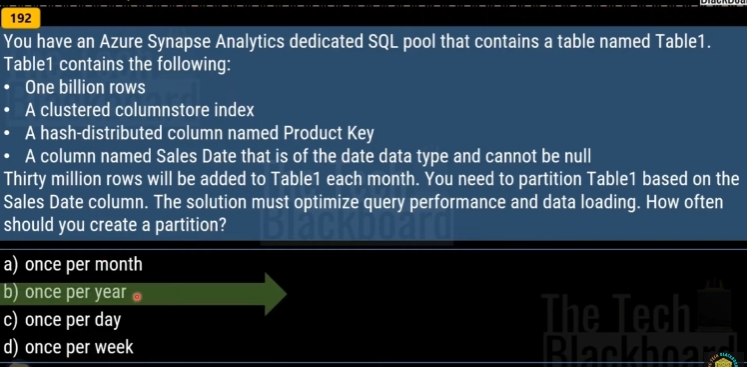 192
You have an Azure Synapse Analytics dedicated SQL pool that contains a table named Table1.
Table1 contains the following:
• One billion rows
• A clustered columnstore index
• A hash-distributed column named Product Key
• A column named Sales Date that is of the date data type and cannot be null
Thirty million rows will be added to Table1 each month. You need to partition Table1 based on the
Sales Date column. The solution must optimize query performance and data loading. How often
should you create a partition?
a) once per month
b) once per year
c) once per day
d) once per week
The Tech
Blackboard